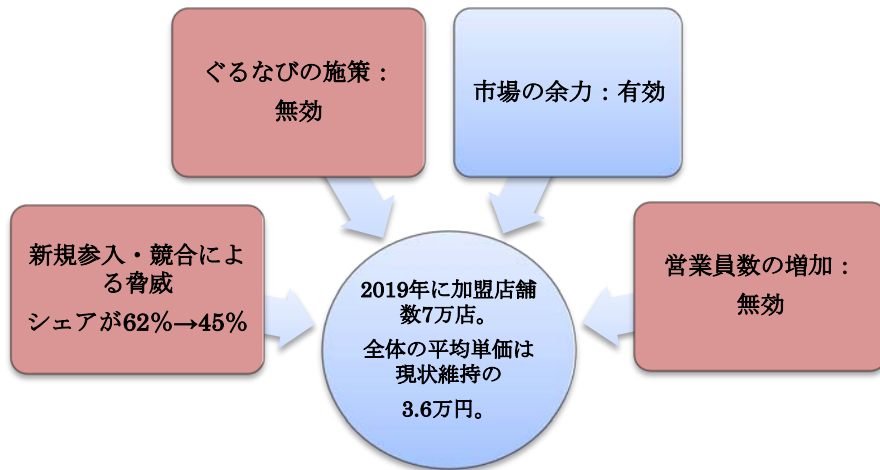 ぐるなびの施策：
無効
市場の余力：有効
新規参入・競合によ
る脅威
シェアが62%→45%
2019年に加盟店舗
数7万店。
全体の平均単価は
現状維持の
3.6万円。
営業員数の増加：
無効